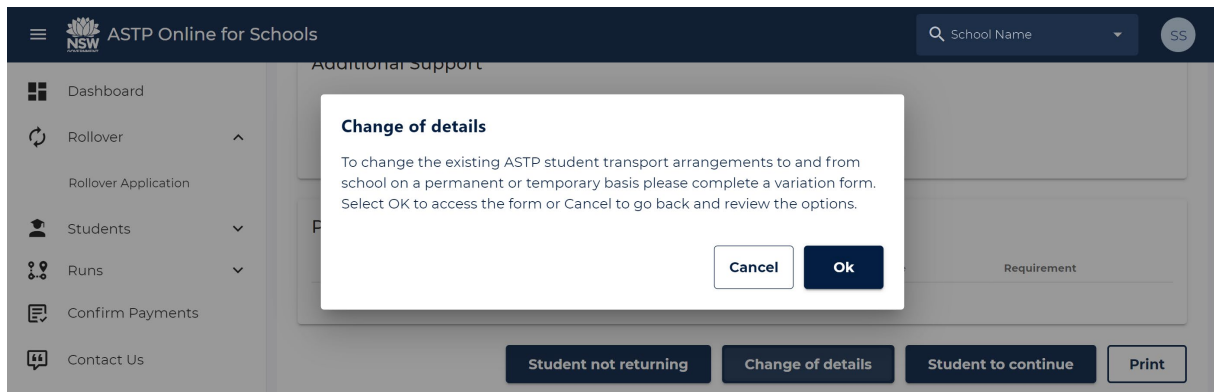 NSW
ASTP Online for Schools
School Name
SS
Dashboard
Rollover
Rollover Application
Students
Runs
Confirm Payments
Contact Us
Additional Support
Change of details
To change the existing ASTP student transport arrangements to and from
school on a permanent or temporary basis please complete a variation form.
Select OK to access the form or Cancel to go back and review the options.
Cancel
Ok
Requirement
Student not returning
Change of details
Student to continue
Print